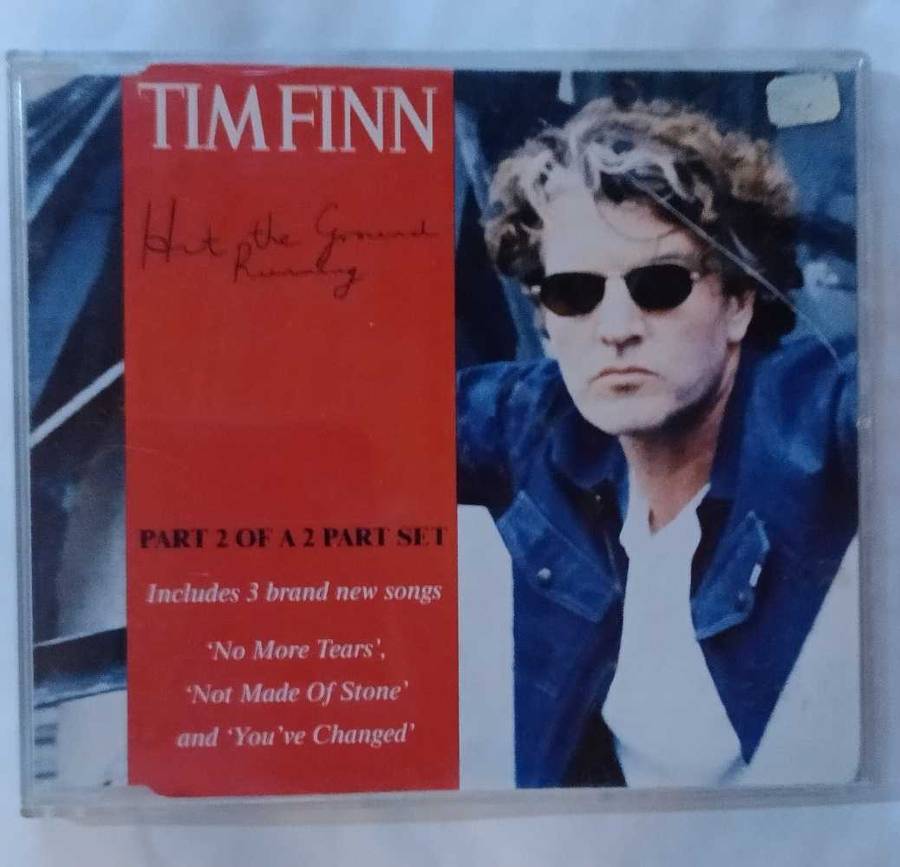 TIM FINN
Hit the Ground
Running
PART 2 OF A 2 PART SET
Includes 3 brand new songs
‘No More Tears’,
‘Not Made Of Stone’
and ‘You’ve Changed’